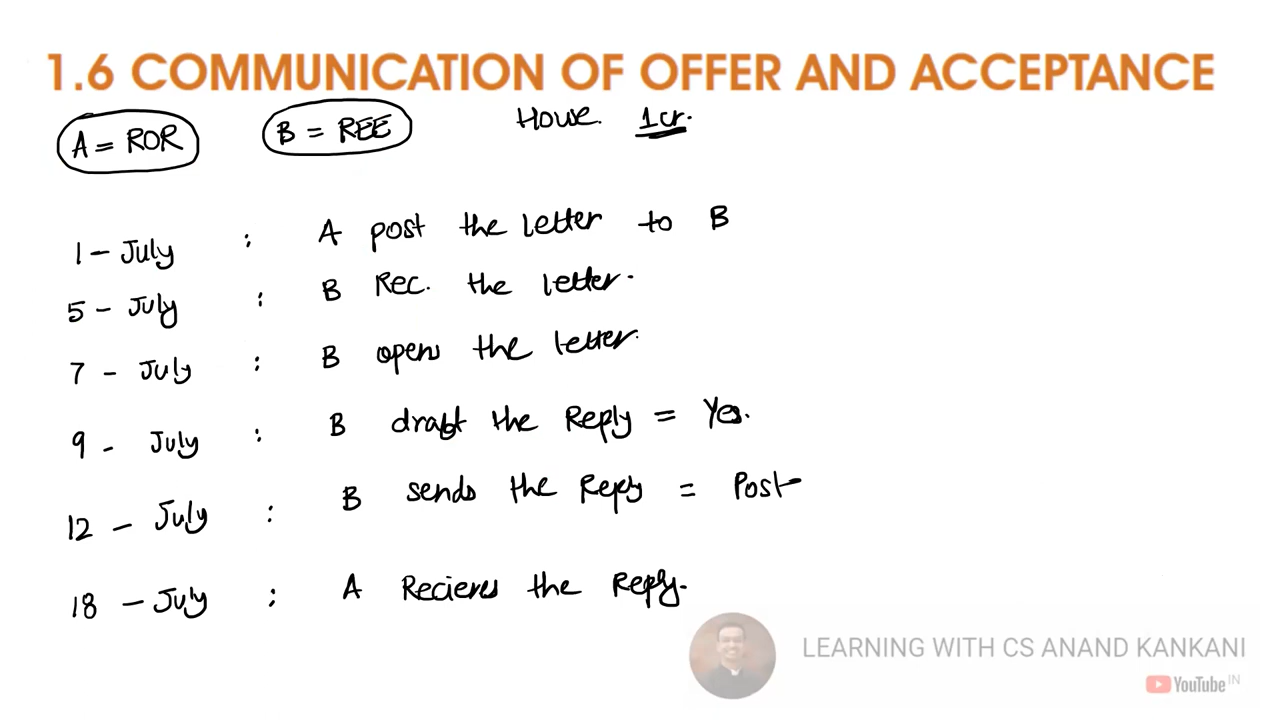 1.6 COMMUNICATION OF OFFER AND ACCEPTANCE
A = ROR B = REE House 1 cr.
1 - July : A post the letter to B
5 - July : B Rec. the letter.
7 - July : B opens the letter.
9 - July : B draft the Reply = Yes.
12 - July : B sends the Reply = Post
18 - July : A Recieves the Reply.
LEARNING WITH CS ANAND KANKANI
YouTube IN